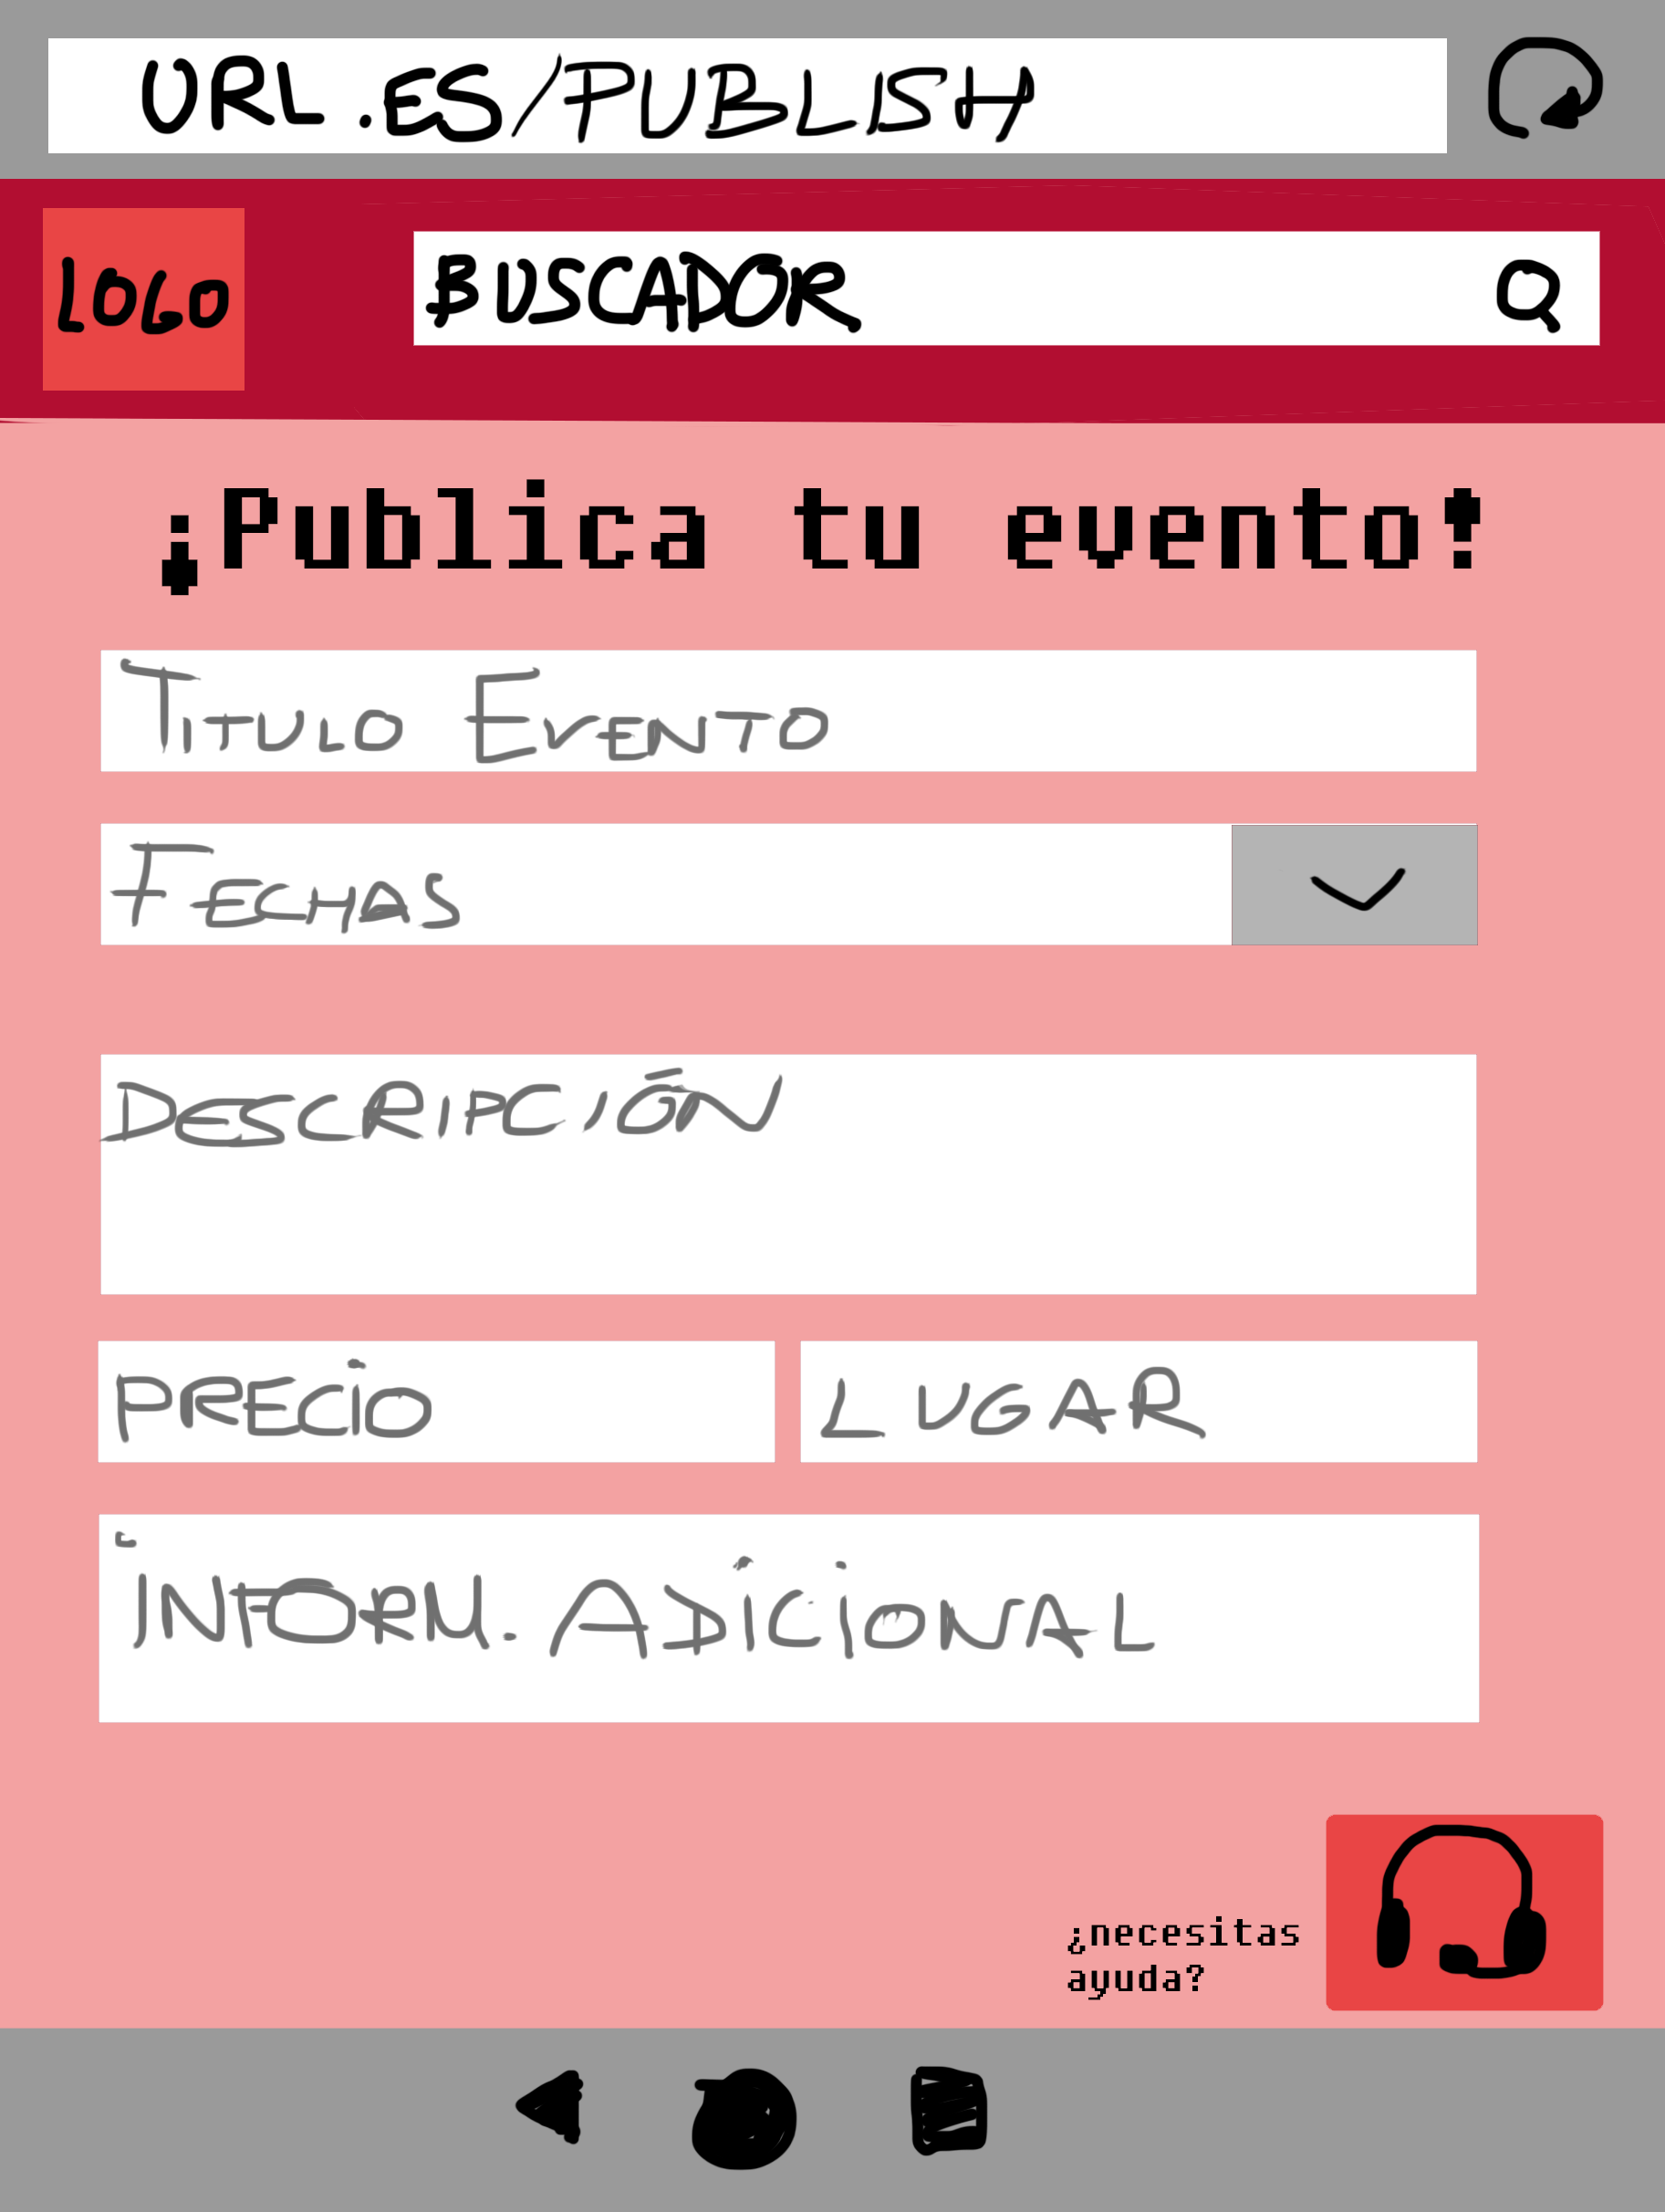 URL.ES/PUBLISH
LOGO
BUSCADOR
¡Publica tu evento!
TITULO EVENTO
FECHAS
DESCRIPCIÓN
PRECIO
LUGAR
INFORM. ADICIONAL
¿necesitas
ayuda?